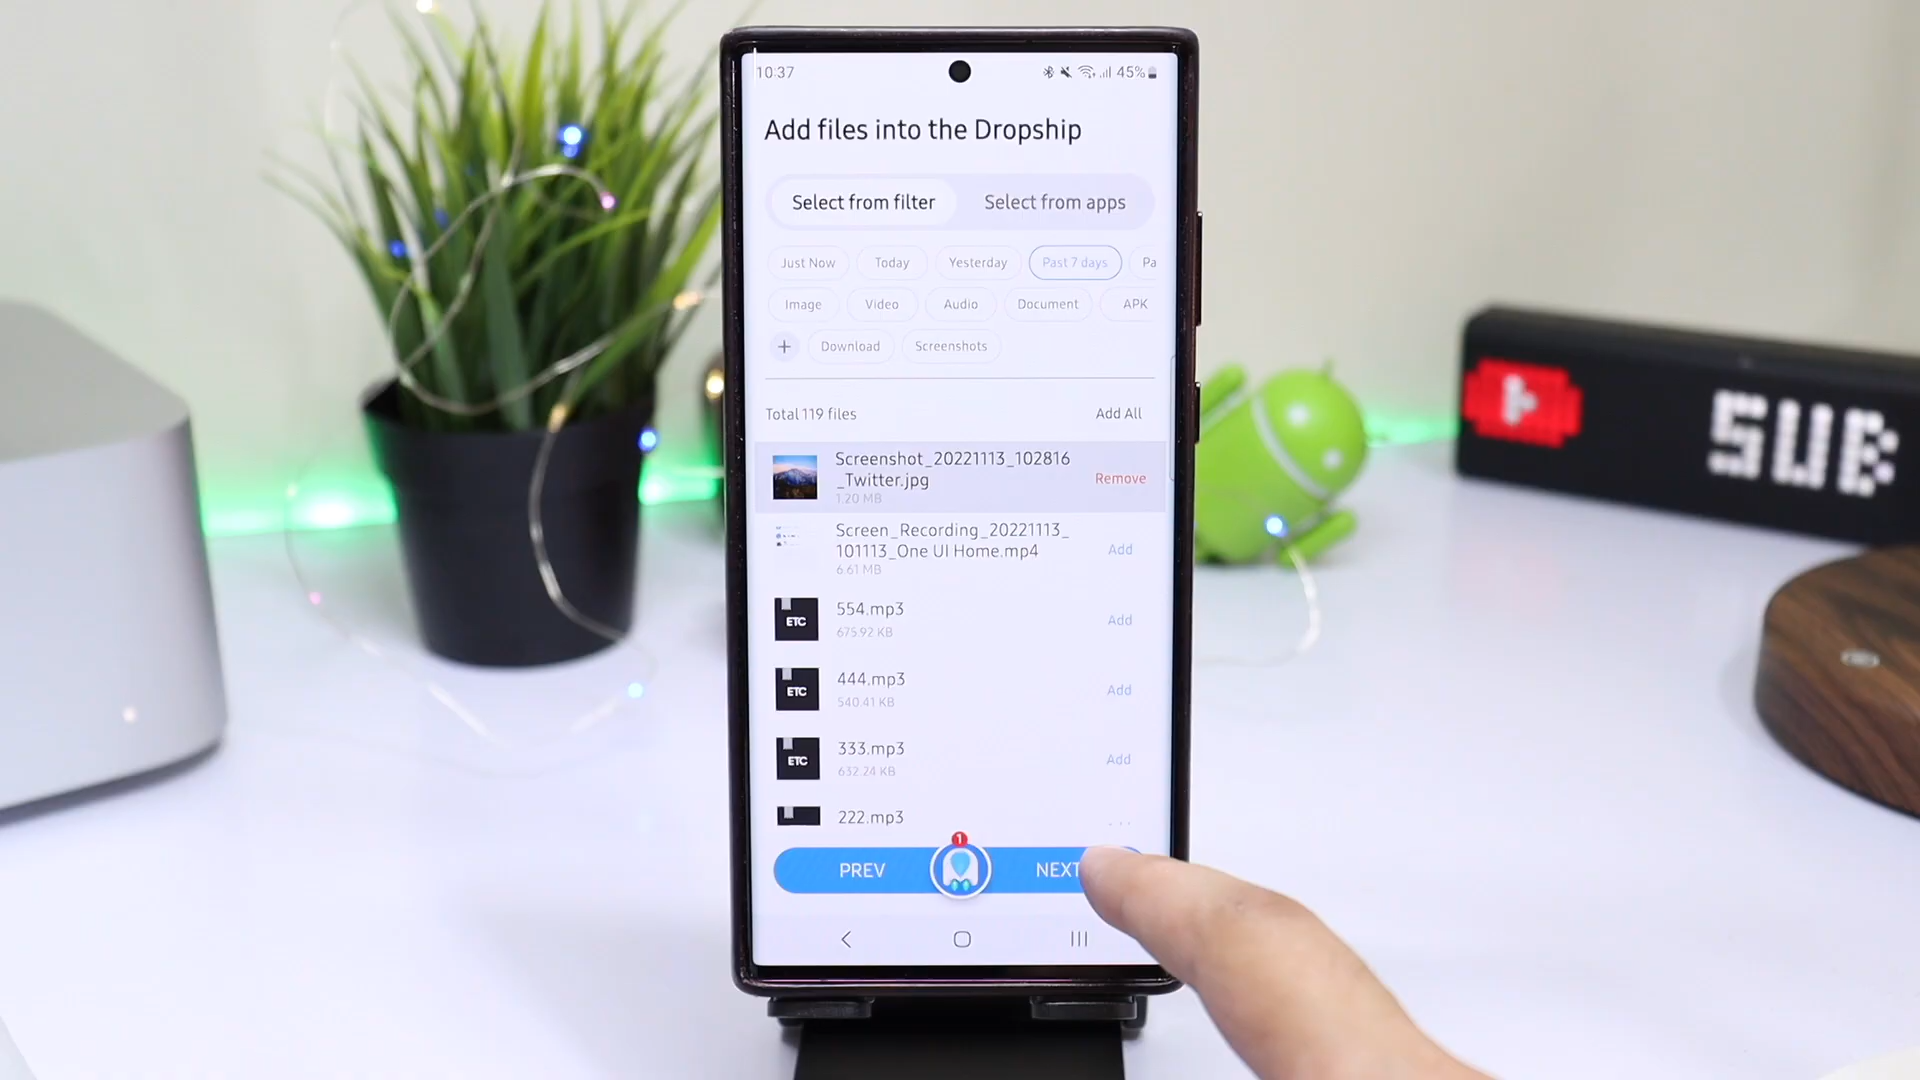 10:37
45%
Add files into the Dropship
Select from filter
Select from apps
Just Now
Today
Yesterday
Past 7 days
Pa
Image
Video
Audio
Document
APK
+
Download
Screenshots
Total 119 files
Add All
Screenshot_20221113_102816
_Twitter.jpg
1.20 MB
Remove
Screen_Recording_20221113_
101113_One UI Home.mp4
6.61 MB
Add
ETC
554.mp3
675.92 KB
Add
ETC
444.mp3
540.41 KB
Add
ETC
333.mp3
632.24 KB
Add
222.mp3
1
PREV
NEXT
SUB